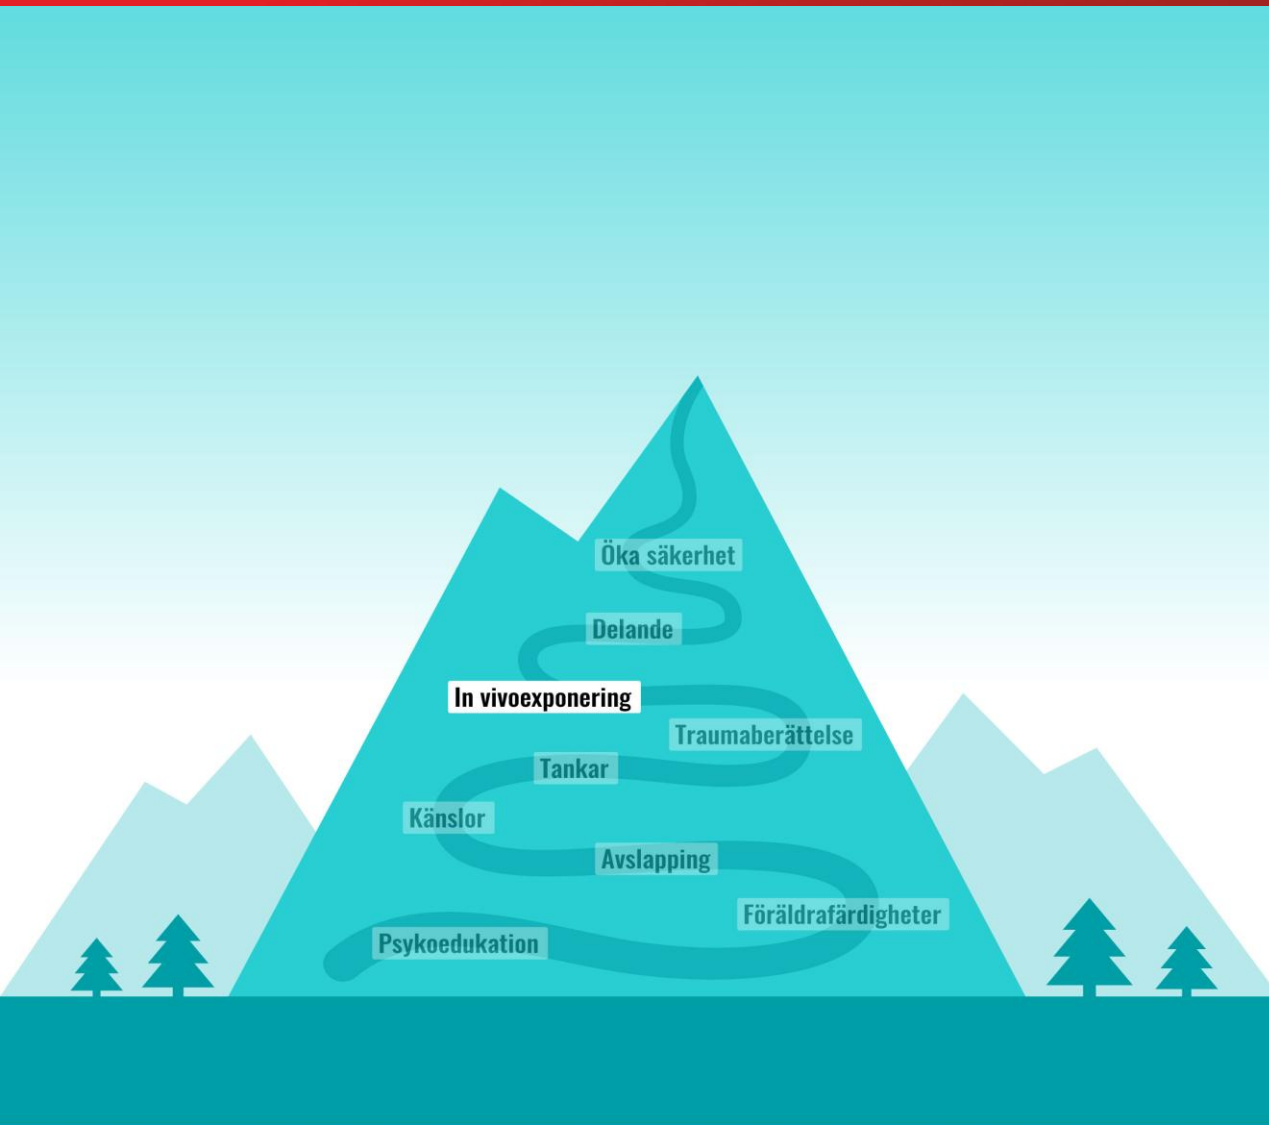 Öka säkerhet
Delande
In vivoexponering
Traumaberättelse
Tankar
Känslor
Avslapping
Föräldrafärdigheter
Psykoedukation